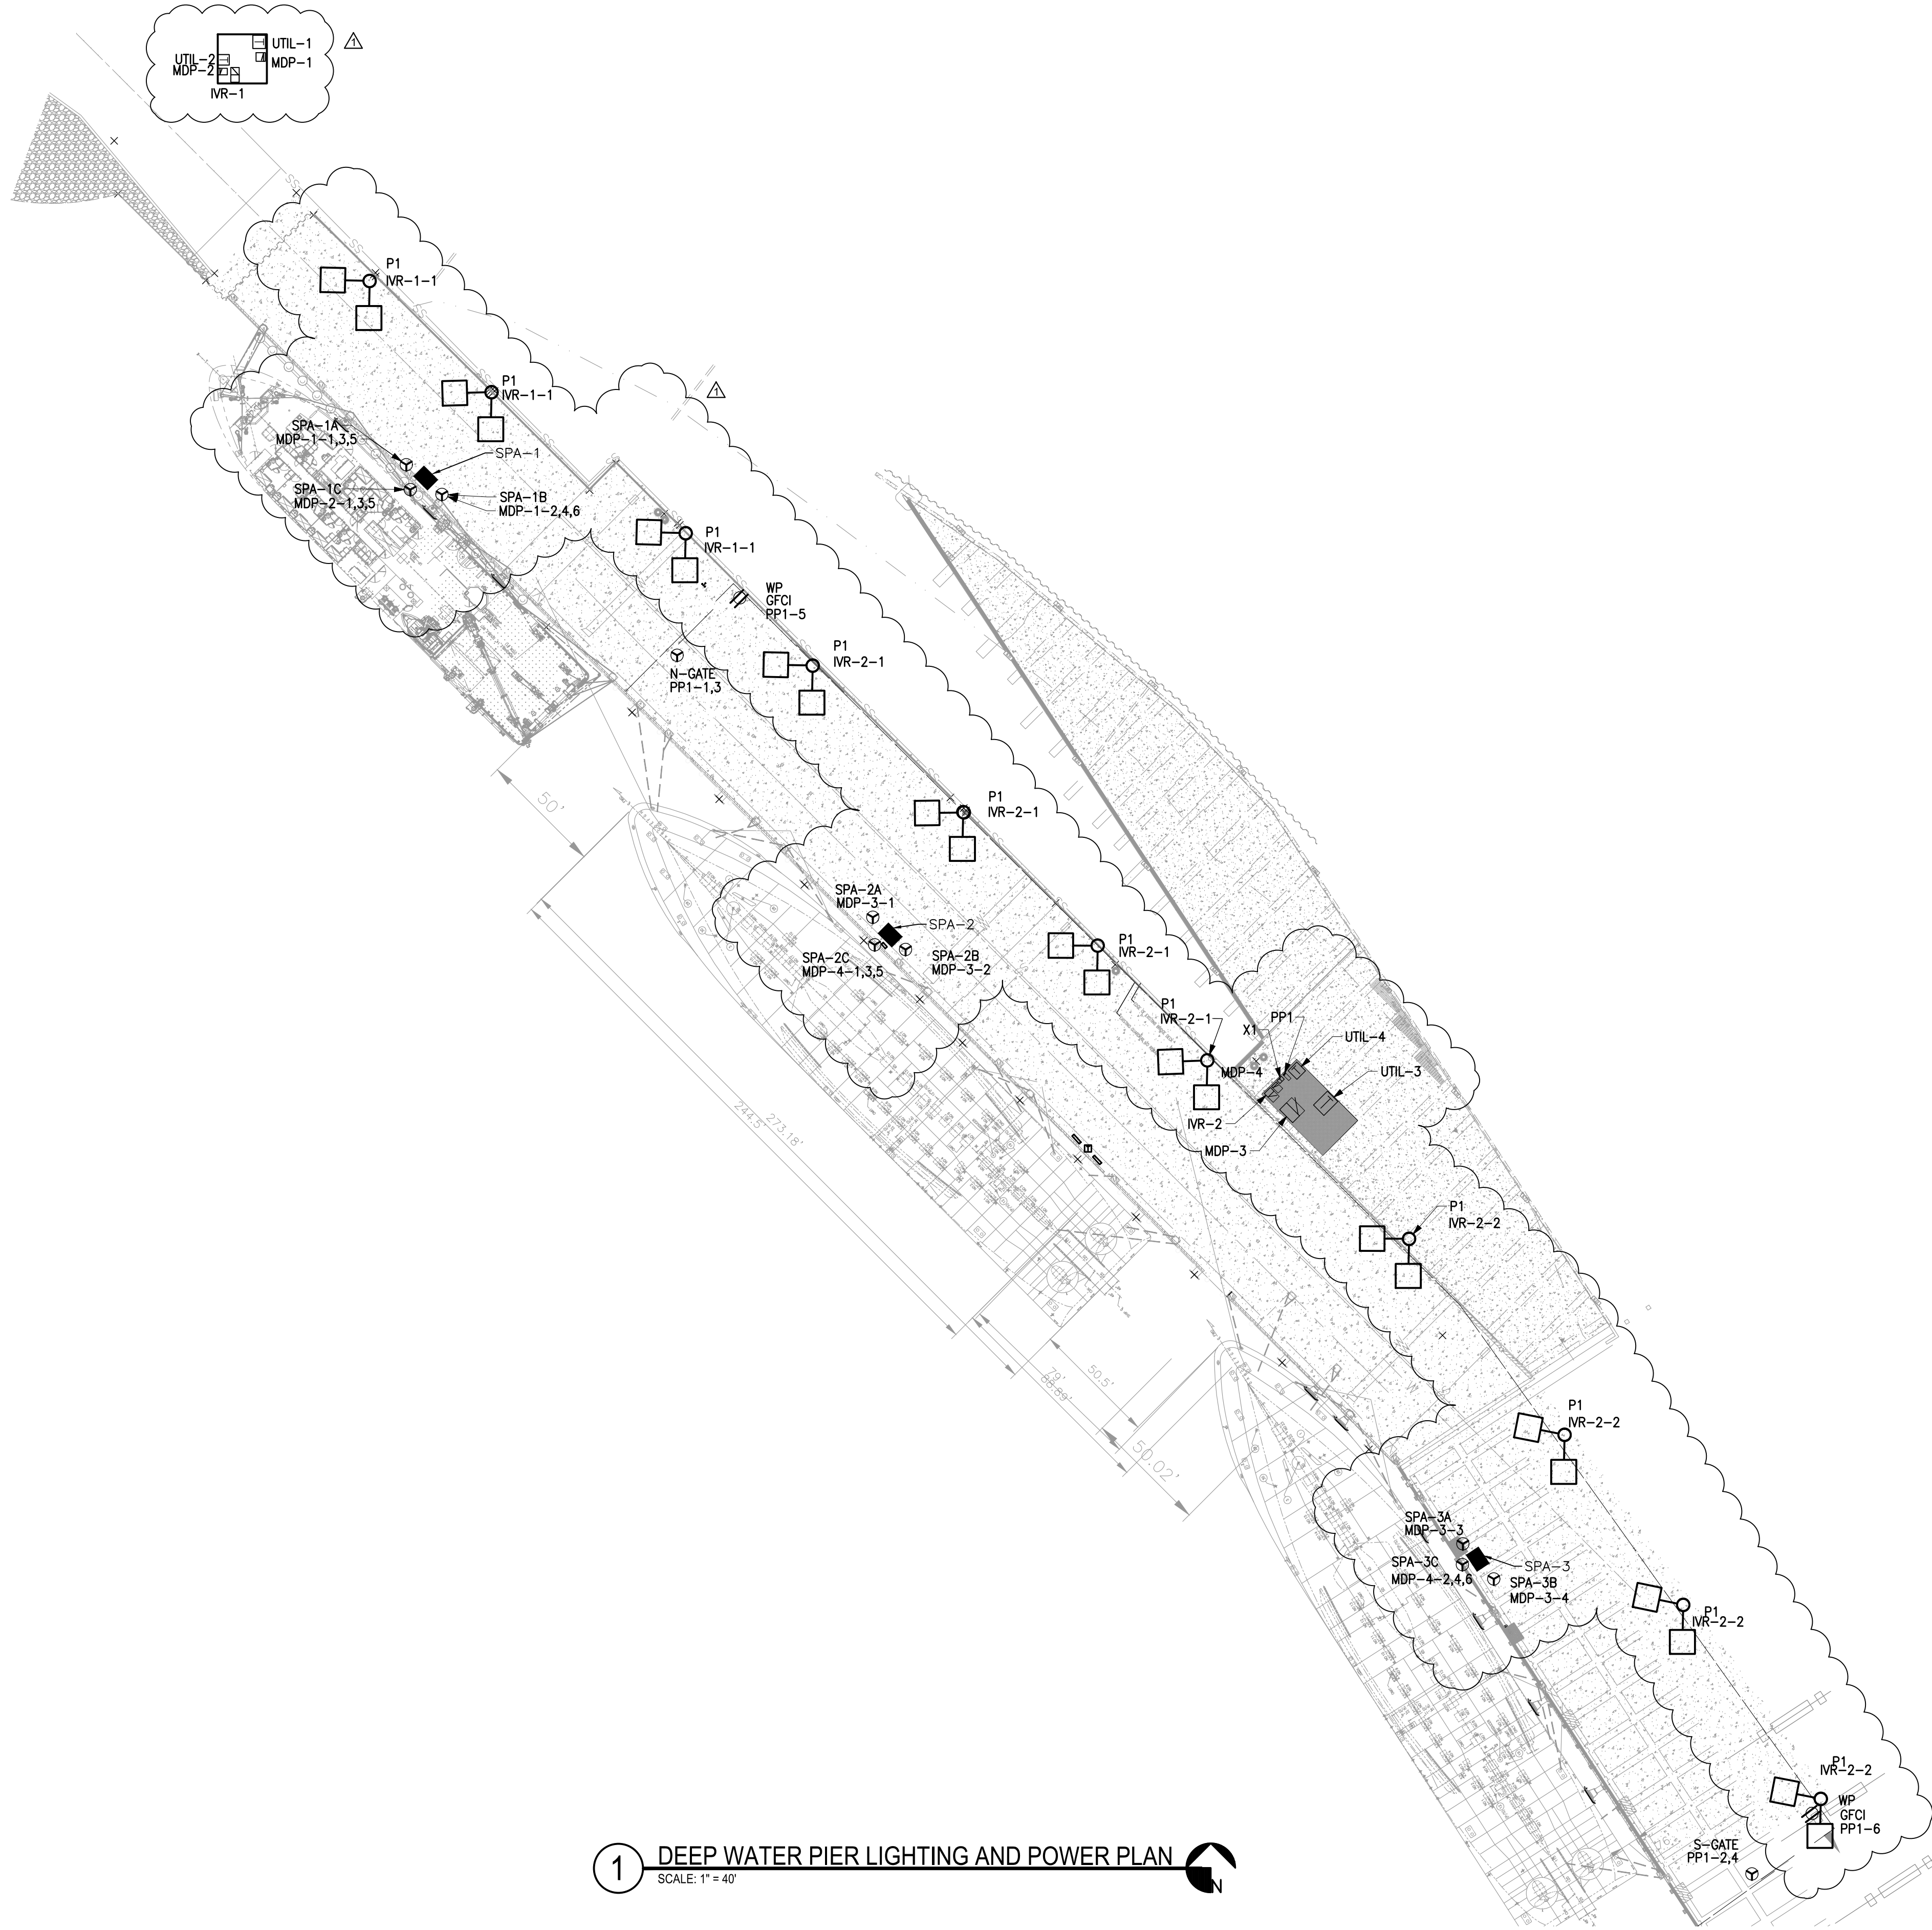 UTIL-1
UTIL-2
MDP-1
MDP-2
IVR-1
1
P1
IVR-1-1
P1
IVR-1-1
1
SPA-1A
MDP-1-1,3,5
SPA-1
SPA-1C
MDP-2-1,3,5
SPA-1B
MDP-1-2,4,6
P1
IVR-1-1
WP
GFCI
PP1-5
N-GATE
PP1-1,3
P1
IVR-2-1
50'
P1
IVR-2-1
SPA-2A
MDP-3-1
SPA-2
SPA-2C
MDP-4-1,3,5
SPA-2B
MDP-3-2
P1
IVR-2-1
P1
IVR-2-1
X1
PP1
UTIL-4
MDP-4
UTIL-3
IVR-2
MDP-3
244.5'
273.18'
P1
IVR-2-2
50.5'
79'
66.89'
50.02'
P1
IVR-2-2
SPA-3A
MDP-3-3
SPA-3C
MDP-4-2,4,6
SPA-3
SPA-3B
MDP-3-4
P1
IVR-2-2
P1
IVR-2-2
WP
GFCI
PP1-6
S-GATE
PP1-2,4
1
DEEP WATER PIER LIGHTING AND POWER PLAN
SCALE: 1" = 40'
N